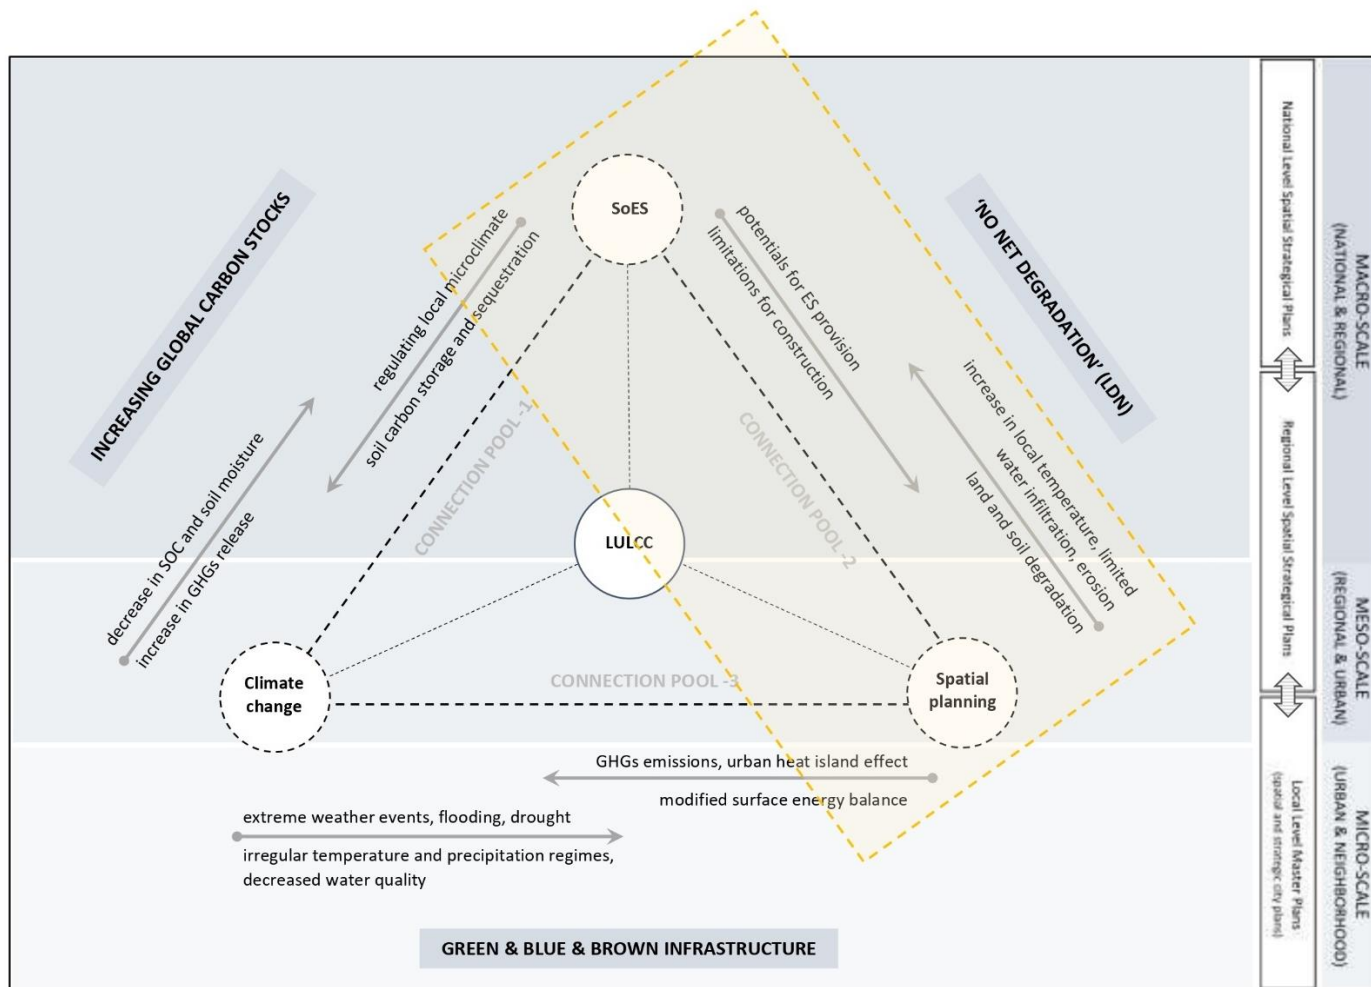 SoES
INCREASING GLOBAL CARBON STOCKS
regulating local microclimate
soil carbon storage and sequestration
decrease in SOC and soil moisture
increase in GHGs release
CONNECTION POOL -1
potentials for ES provision
limitations for construction
'NO NET DEGRADATION' (LDN)
increase in local temperature, limited
water infiltration, erosion
land and soil degradation
CONNECTION POOL -2
LULCC
Climate
change
CONNECTION POOL -3
Spatial
planning
GHGs emissions, urban heat island effect
modified surface energy balance
extreme weather events, flooding, drought
irregular temperature and precipitation regimes,
decreased water quality
GREEN & BLUE & BROWN INFRASTRUCTURE
National Level Spatial Strategical Plans
Regional Level Spatial Strategical Plans
Local Level Master Plans
(spatial and strategic city plans)
MACRO-SCALE
(NATIONAL & REGIONAL)
MESO-SCALE
(REGIONAL & URBAN)
MICRO-SCALE
(URBAN & NEIGHBORHOOD)